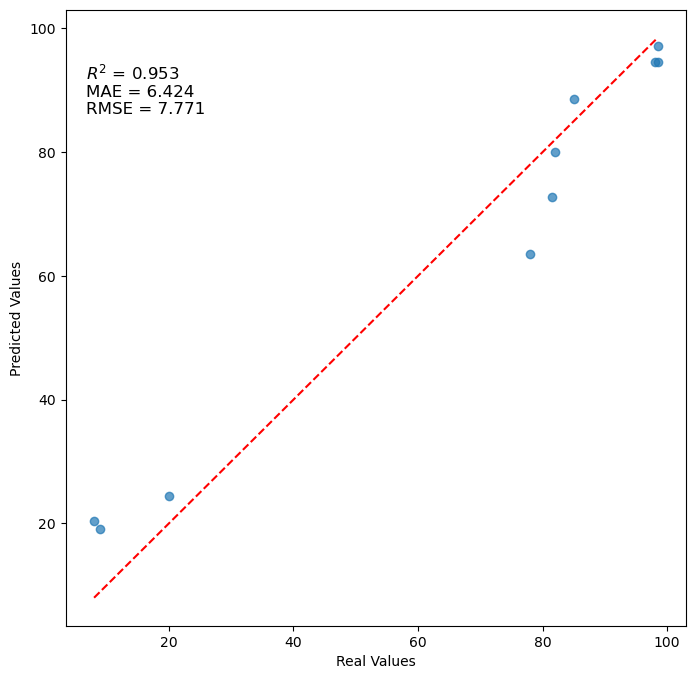 R² = 0.953
MAE = 6.424
RMSE = 7.771
100
80
60
40
20
Predicted Values
20 40 60 80 100
Real Values